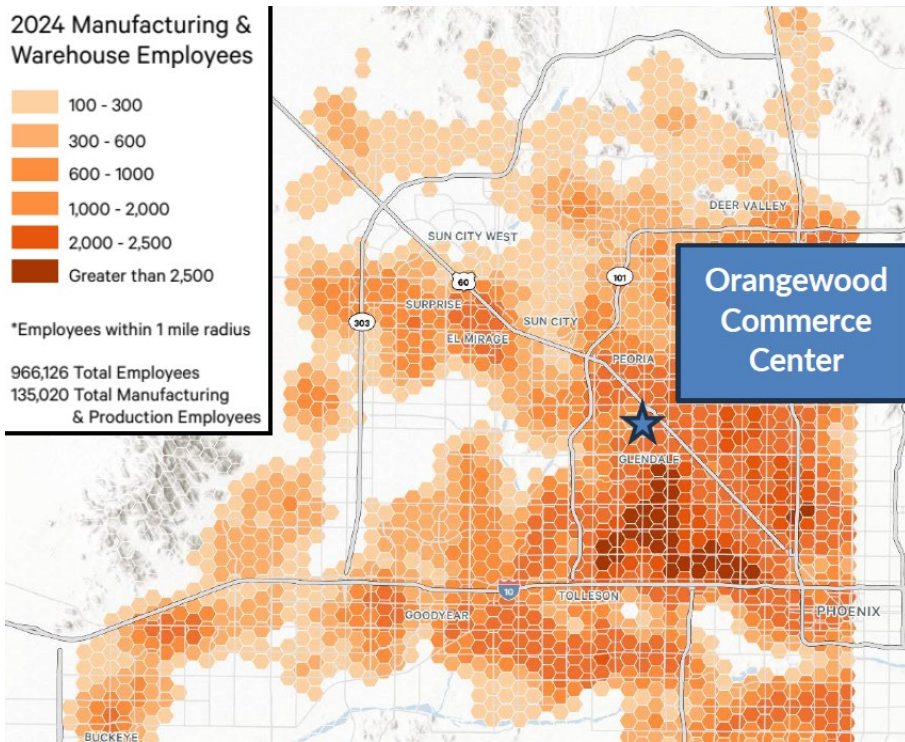 2024 Manufacturing &
Warehouse Employees
100 - 300
300 - 600
600 - 1000
1,000 - 2,000
2,000 - 2,500
Greater than 2,500
*Employees within 1 mile radius
966,126 Total Employees
135,020 Total Manufacturing
& Production Employees
DEER VALLEY
SUN CITY WEST
Orangewood
Commerce
Center
60
101
SURPRISE
303
SUN CITY
EL MIRAGE
PEORIA
GLENDALE
10
TOLLESON
GOODYEAR
PHOENIX
BUCKEYE